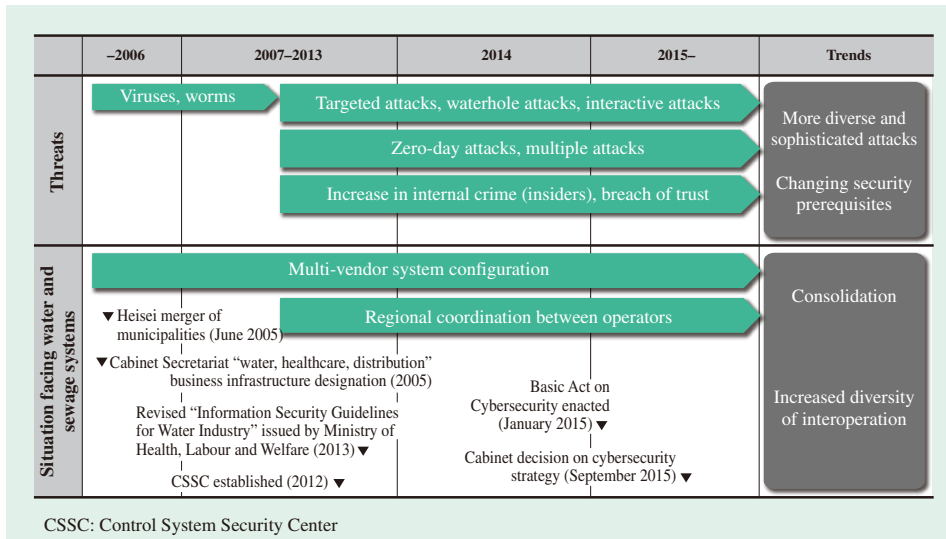 –2006
2007–2013
2014
2015-
Trends
Threats
Viruses, worms
Targeted attacks, waterhole attacks, interactive attacks
Zero-day attacks, multiple attacks
Increase in internal crime (insiders), breach of trust
More diverse and
sophisticated attacks
Changing security
prerequisites
Situation facing water and
sewage systems
Multi-vendor system configuration
Regional coordination between operators
▼ Heisei merger of
municipalities (June 2005)
▼ Cabinet Secretariat “water, healthcare, distribution”
business infrastructure designation (2005)
Revised “Information Security Guidelines
for Water Industry” issued by Ministry of
Health, Labour and Welfare (2013) ▼
CSSC established (2012) ▼
Basic Act on
Cybersecurity enacted
(January 2015) ▼
Cabinet decision on cybersecurity
strategy (September 2015) ▼
Consolidation
Increased diversity
of interoperation
CSSC: Control System Security Center